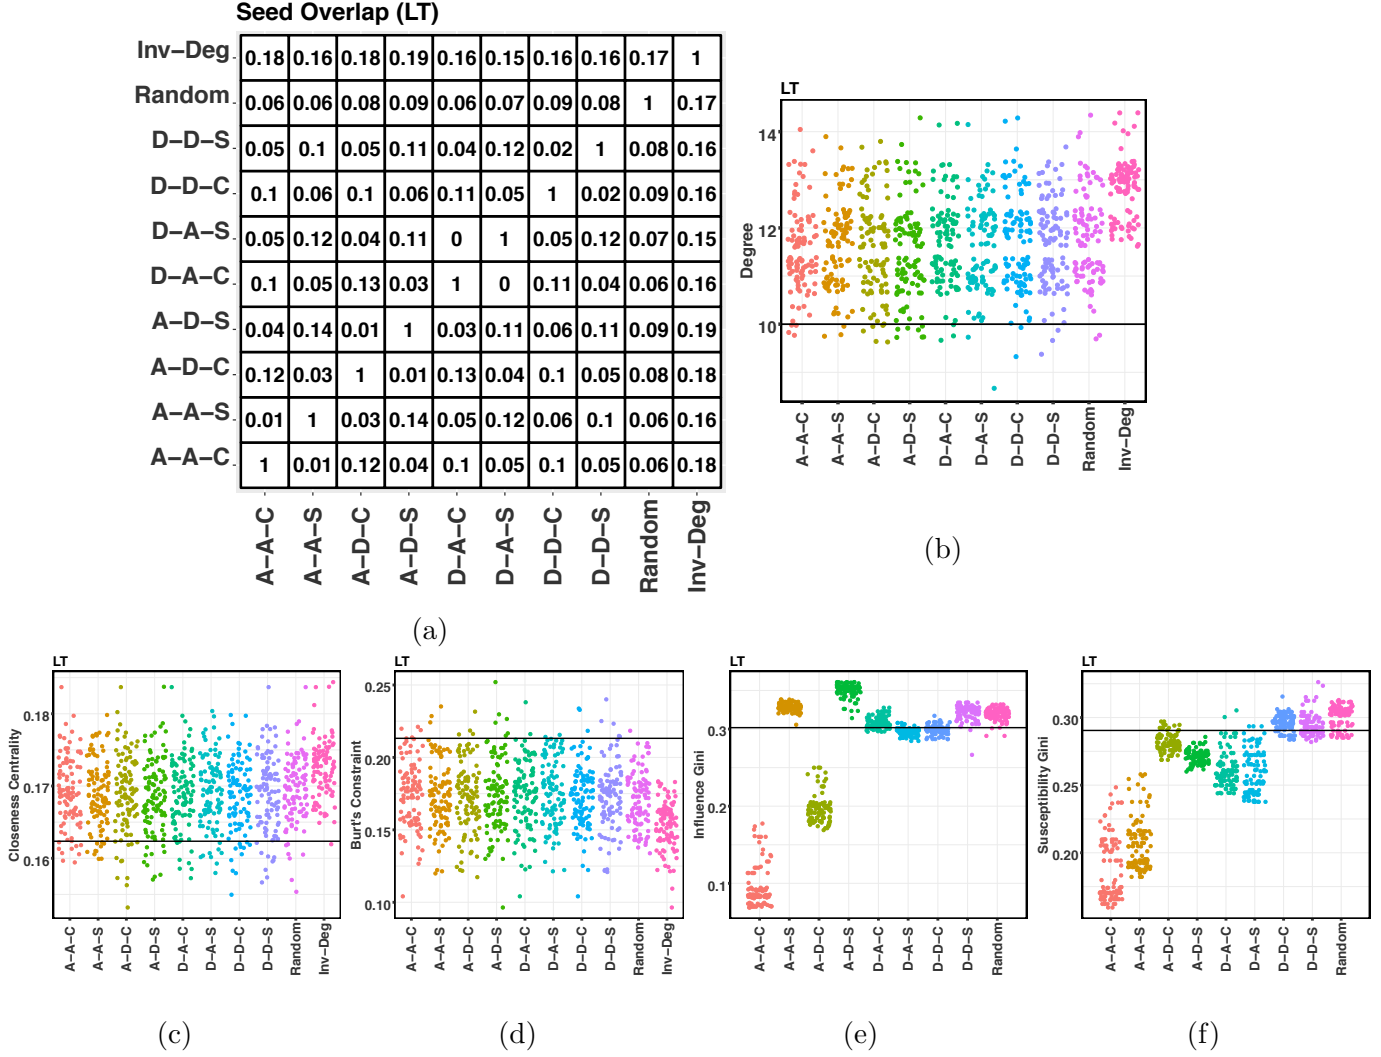 Seed Overlap (LT)
Inv-Deg 0.18 0.16 0.18 0.19 0.16 0.15 0.16 0.16 0.17 1
Random 0.06 0.06 0.08 0.09 0.06 0.07 0.09 0.08 1 0.17
D-D-S 0.05 0.1 0.05 0.11 0.04 0.12 0.02 1 0.08 0.16
D-D-C 0.1 0.06 0.1 0.06 0.11 0.05 1 0.02 0.09 0.16
D-A-S 0.05 0.12 0.04 0.11 0 1 0.05 0.12 0.07 0.15
D-A-C 0.1 0.05 0.13 0.03 1 0 0.11 0.04 0.06 0.16
A-D-S 0.04 0.14 0.01 1 0.03 0.11 0.06 0.11 0.09 0.19
A-D-C 0.12 0.03 1 0.01 0.13 0.04 0.1 0.05 0.08 0.18
A-A-S 0.01 1 0.03 0.14 0.05 0.12 0.06 0.1 0.06 0.16
A-A-C 1 0.01 0.12 0.04 0.1 0.05 0.1 0.05 0.06 0.18
A-A-C A-A-S A-D-C A-D-S D-A-C D-A-S D-D-C D-D-S Random Inv-Deg
(a)
LT
Degree
14
12
10
A-A-C A-A-S A-D-C A-D-S D-A-C D-A-S D-D-C D-D-S Random Inv-Deg
(b)
LT
Closeness Centrality
0.18
0.17
0.16
A-A-C A-A-S A-D-C A-D-S D-A-C D-A-S D-D-C D-D-S Random Inv-Deg
(c)
LT
Burt's Constraint
0.25
0.20
0.15
0.10
A-A-C A-A-S A-D-C A-D-S D-A-C D-A-S D-D-C D-D-S Random Inv-Deg
(d)
LT
Influence Gini
0.3
0.2
0.1
A-A-C A-A-S A-D-C A-D-S D-A-C D-A-S D-D-C D-D-S Random
(e)
LT
Susceptibility Gini
0.30
0.25
0.20
A-A-C A-A-S A-D-C A-D-S D-A-C D-A-S D-D-C D-D-S Random
(f)